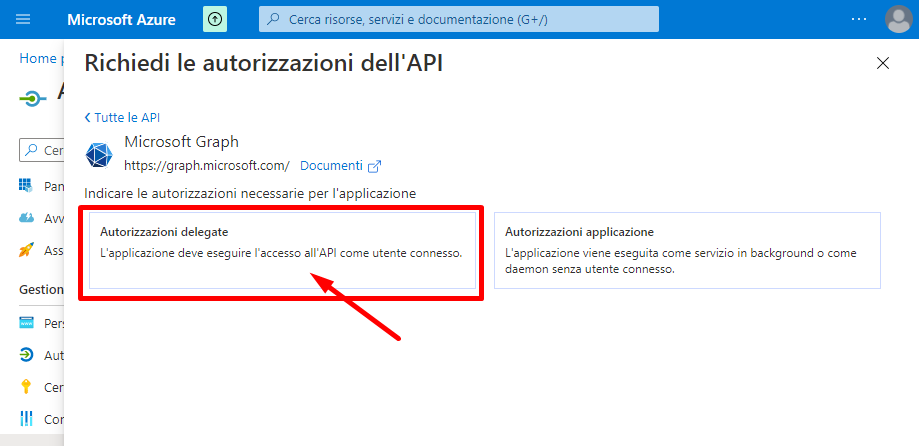 Microsoft Azure
Cerca risorse, servizi e documentazione (G+/)
Home
Richiedi le autorizzazioni dell'API
Tutte le API
Microsoft Graph
https://graph.microsoft.com/ Documenti
Indicare le autorizzazioni necessarie per l'applicazione
Autorizzazioni delegate
L'applicazione deve eseguire l'accesso all'API come utente connesso.
Autorizzazioni applicazione
L'applicazione viene eseguita come servizio in background o come
daemon senza utente connesso.
Cer
Pan
Avv
Ass
Gestion
Pers
Aut
Cer
Cor